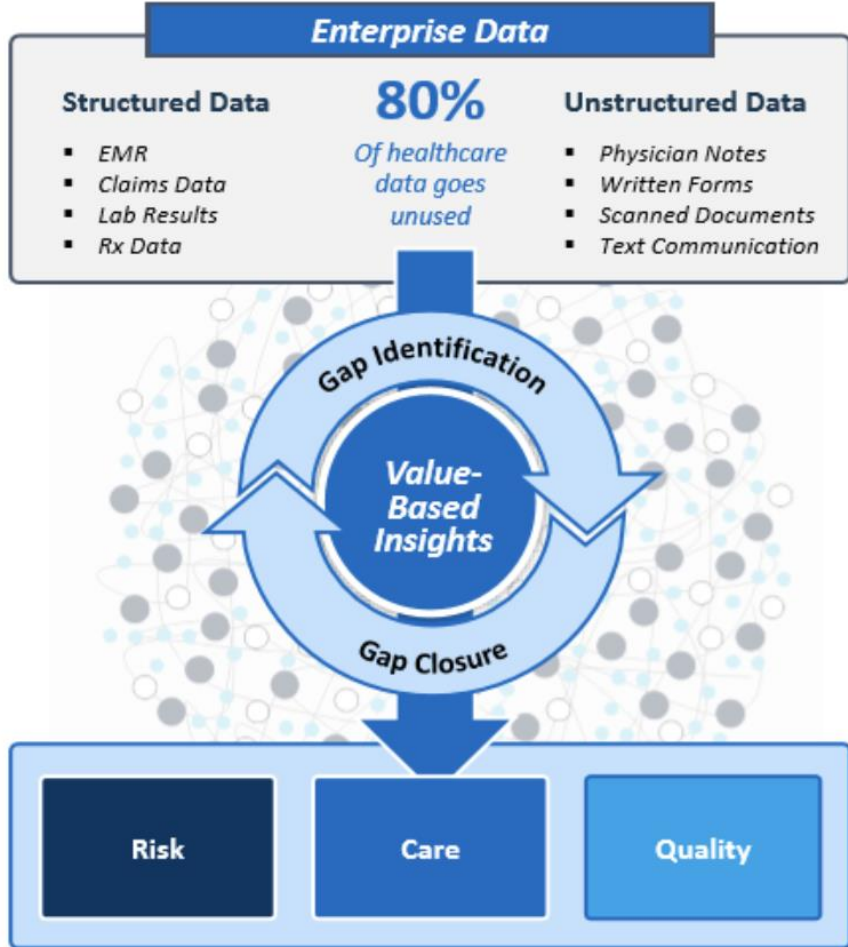 Enterprise Data
Structured Data
▪ EMR
▪ Claims Data
▪ Lab Results
▪ Rx Data
80%
Of healthcare
data goes
unused
Unstructured Data
▪ Physician Notes
▪ Written Forms
▪ Scanned Documents
▪ Text Communication
Gap Identification
Value-
Based
Insights
Gap Closure
Risk
Care
Quality